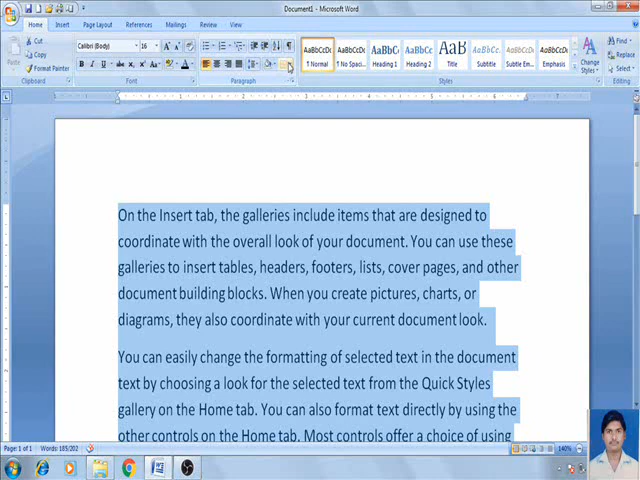 Document1 - Microsoft Word
Home Insert Page Layout References Mailings Review View
Cut
Copy
Format Painter
Clipboard
Calibri (Body) 16
Font
Paragraph
AaBbCcDc AaBbCcDc AaBbC AaBbCc AaB AaBbCc. AaBbCcDc AaBbCcDc
¶ Normal ¶ No Spaci... Heading 1 Heading 2 Title Subtitle Subtle Em... Emphasis
Styles
Change
Styles
Find
Replace
Select
Editing
On the Insert tab, the galleries include items that are designed to
coordinate with the overall look of your document. You can use these
galleries to insert tables, headers, footers, lists, cover pages, and other
document building blocks. When you create pictures, charts, or
diagrams, they also coordinate with your current document look.
You can easily change the formatting of selected text in the document
text by choosing a look for the selected text from the Quick Styles
gallery on the Home tab. You can also format text directly by using the
other controls on the Home tab. Most controls offer a choice of using
Page: 1 of 1 Words: 185/202 140%